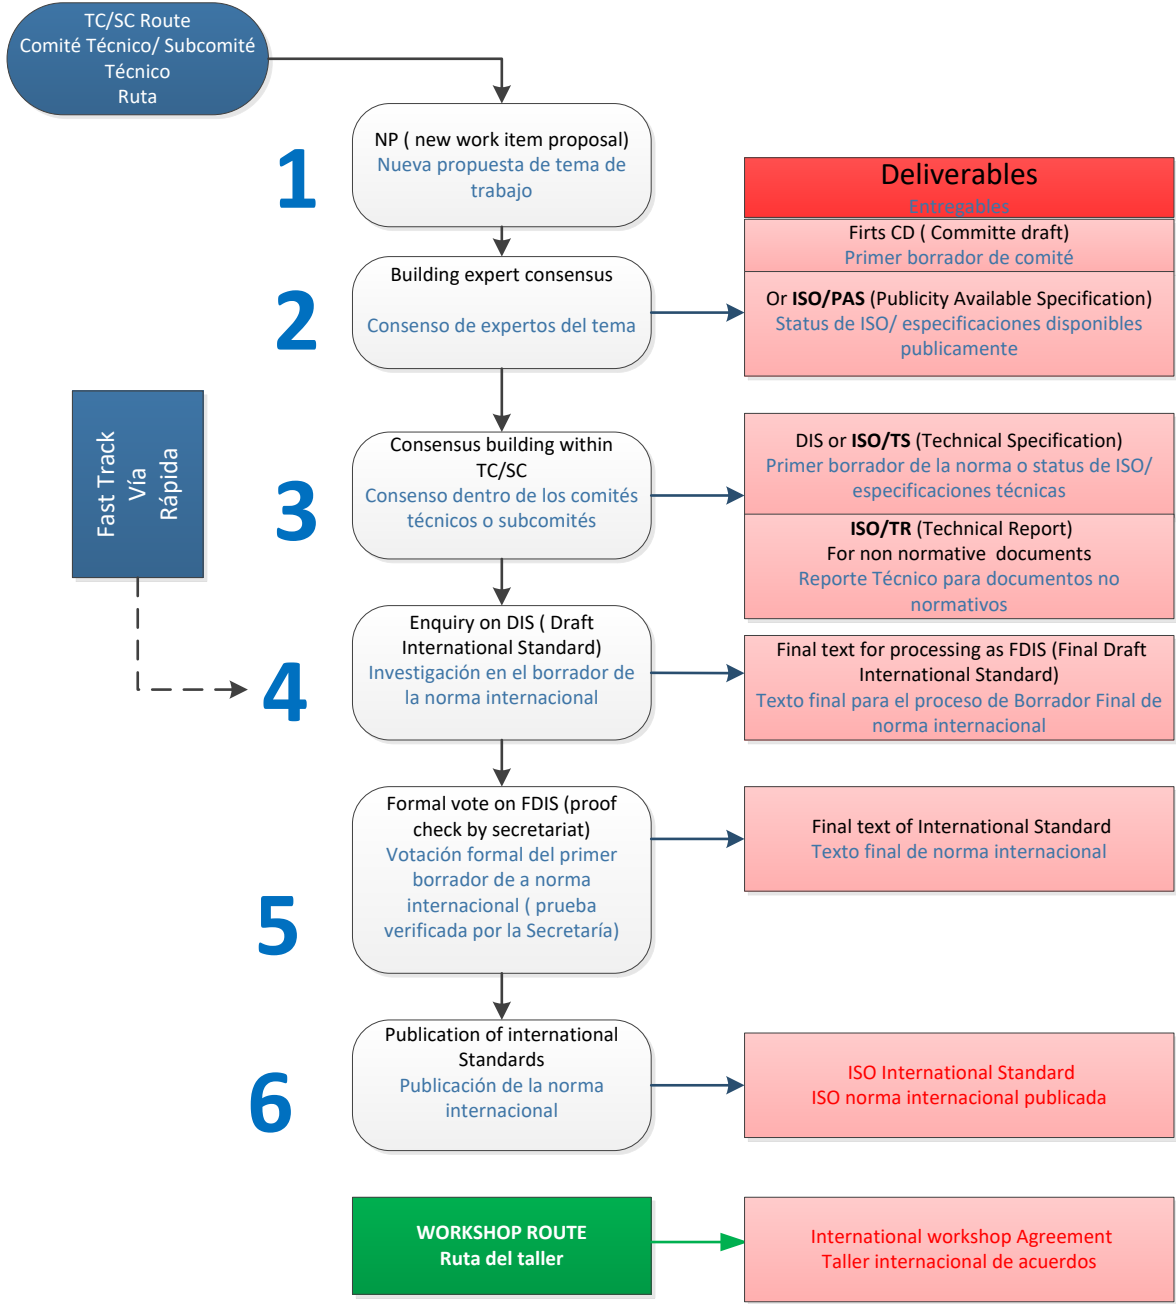 TC/SC Route
Comité Técnico/ Subcomité
Técnico
Ruta
1
NP ( new work item proposal)
Nueva propuesta de tema de
trabajo
Deliverables
Entregables
Firts CD ( Committe draft)
Primer borrador de comité
2
Building expert consensus
Consenso de expertos del tema
Or ISO/PAS (Publicity Available Specification)
Status de ISO/ especificaciones disponibles
publicamente
Fast Track
Vía
Rápida
3
Consensus building within
TC/SC
Consenso dentro de los comités
técnicos o subcomités
DIS or ISO/TS (Technical Specification)
Primer borrador de la norma o status de ISO/
especificaciones técnicas
ISO/TR (Technical Report)
For non normative  documents
Reporte Técnico para documentos no
normativos
4
Enquiry on DIS ( Draft
International Standard)
Investigación en el borrador de
la norma internacional
Final text for processing as FDIS (Final Draft
International Standard)
Texto final para el proceso de Borrador Final de
norma internacional
5
Formal vote on FDIS (proof
check by secretariat)
Votación formal del primer
borrador de a norma
internacional ( prueba
verificada por la Secretaría)
Final text of International Standard
Texto final de norma internacional
6
Publication of international
Standards
Publicación de la norma
internacional
ISO International Standard
ISO norma internacional publicada
WORKSHOP ROUTE
Ruta del taller
International workshop Agreement
Taller internacional de acuerdos